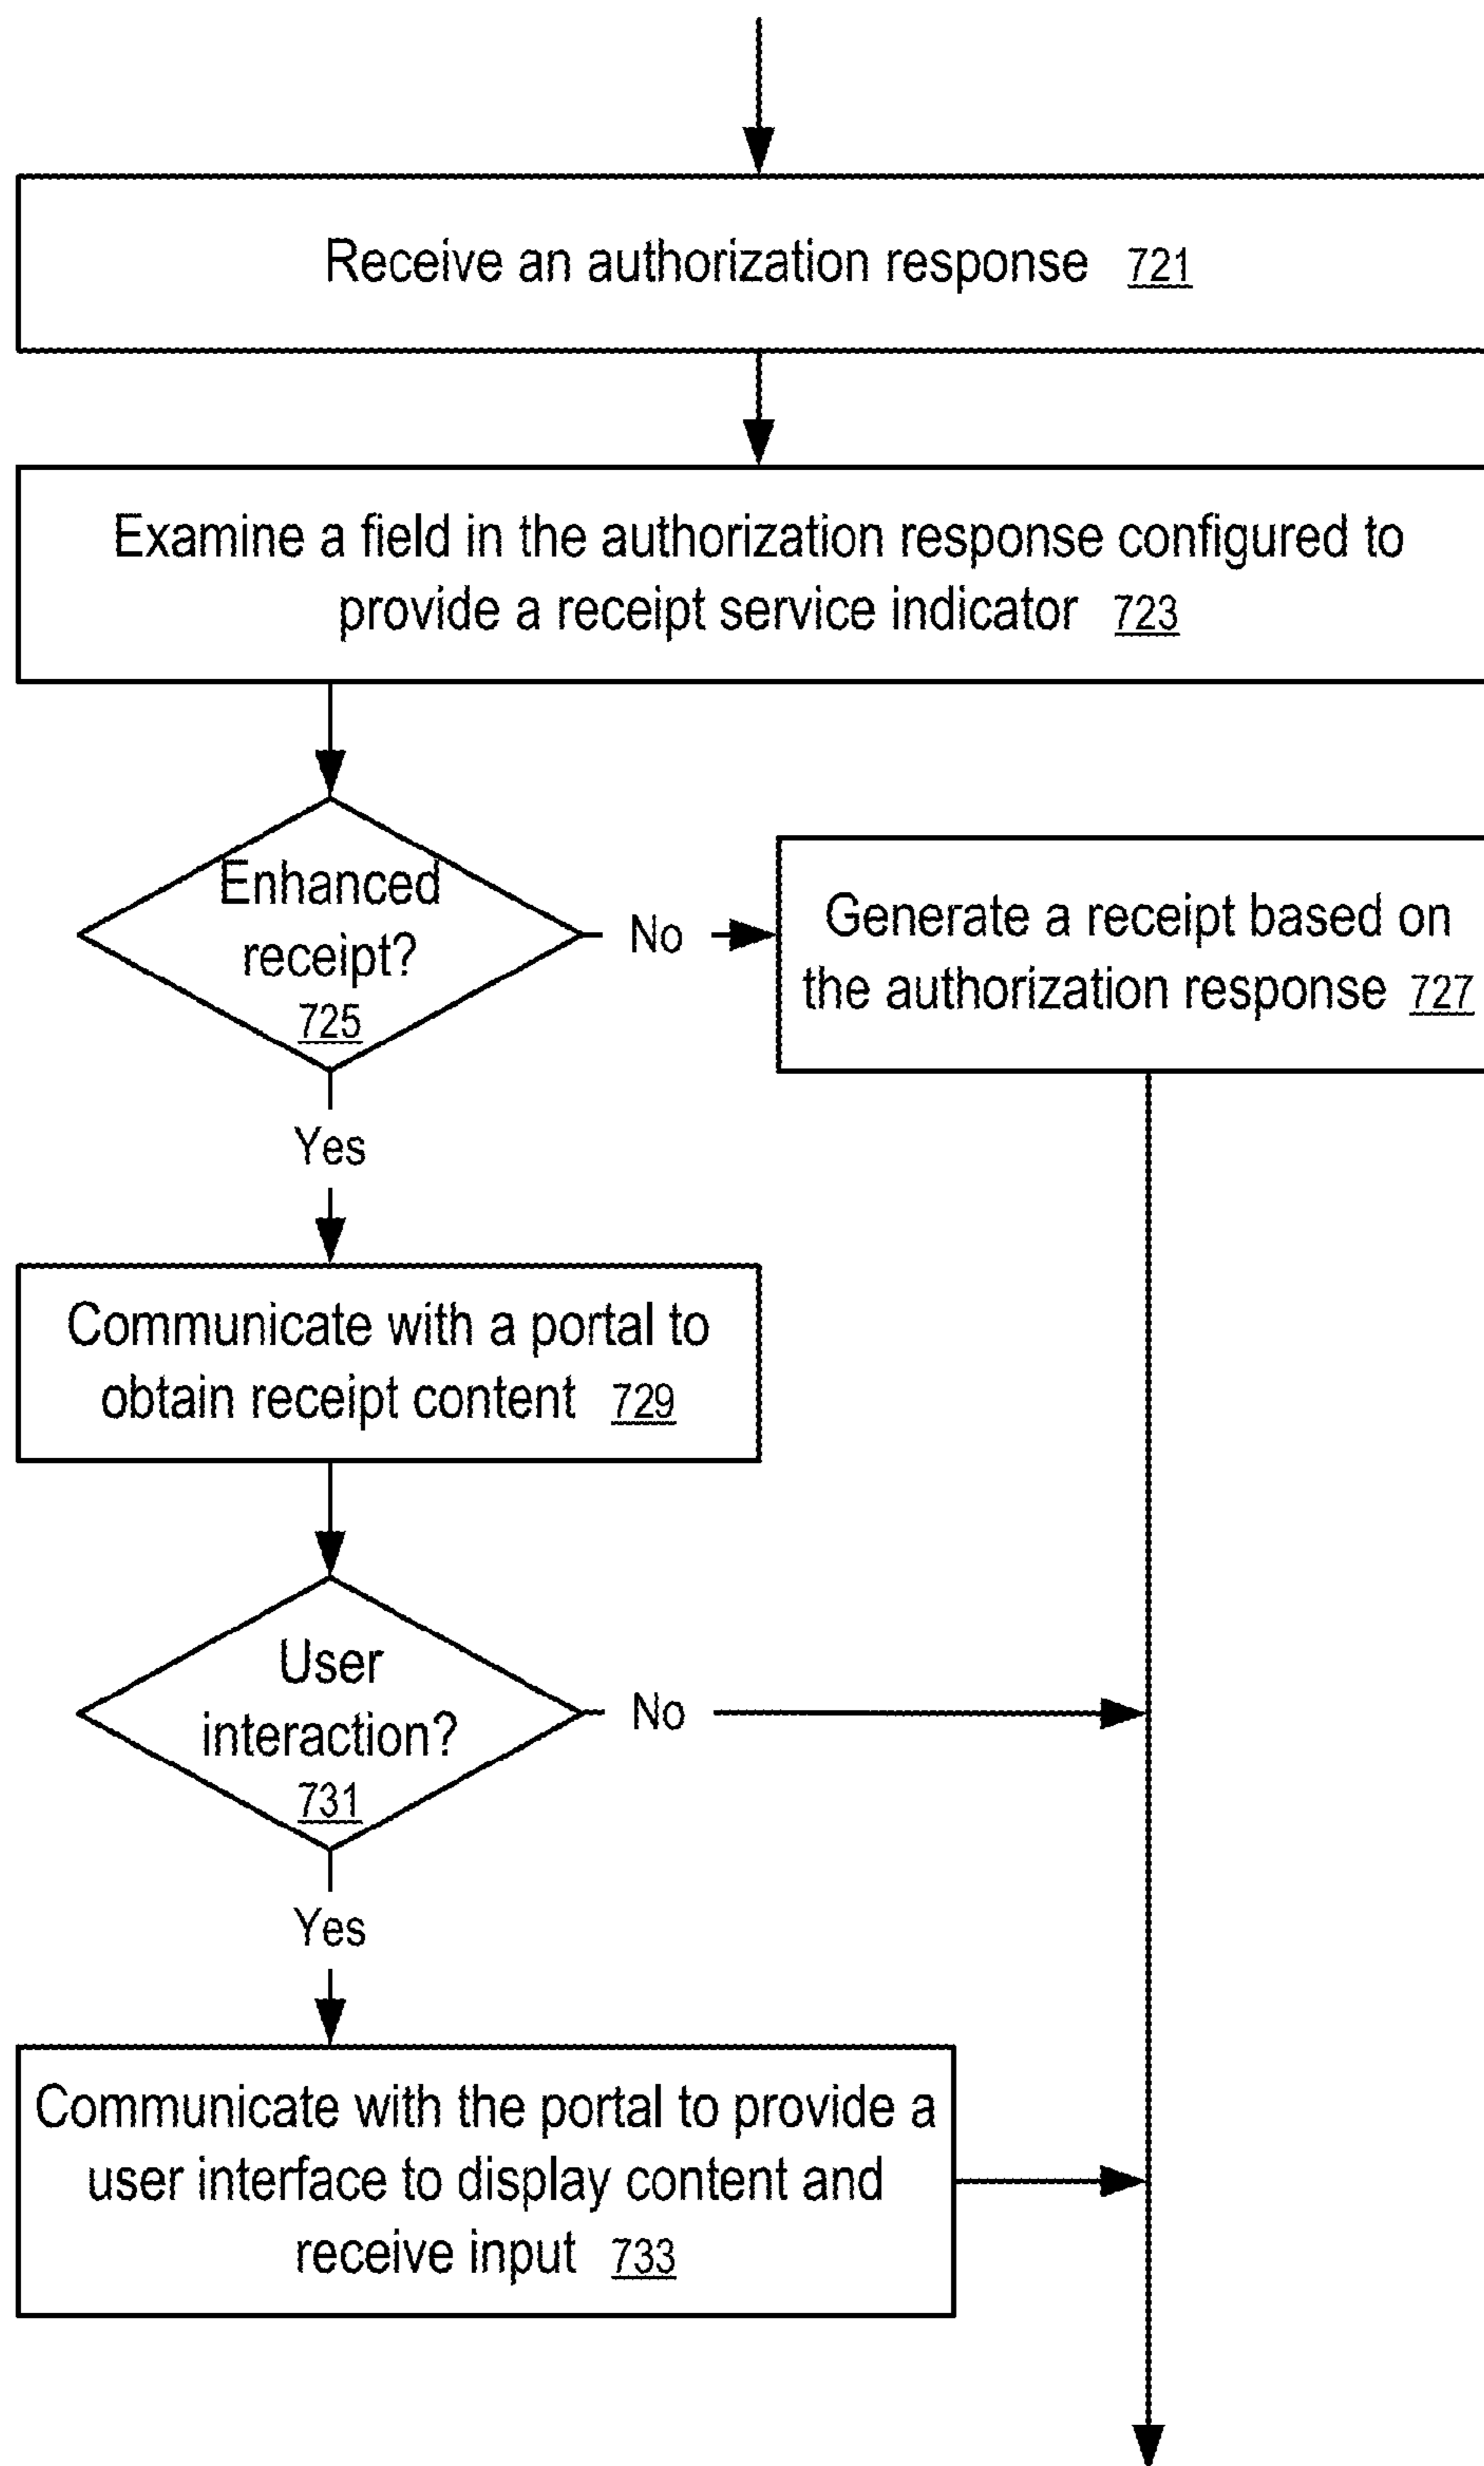 Receive an authorization response 721
Examine a field in the authorization response configured to
provide a receipt service indicator 723
Enhanced
receipt?
725
No
Generate a receipt based on
the authorization response 727
Yes
Communicate with a portal to
obtain receipt content 729
User
interaction?
731
No
Yes
Communicate with the portal to provide a
user interface to display content and
receive input 733